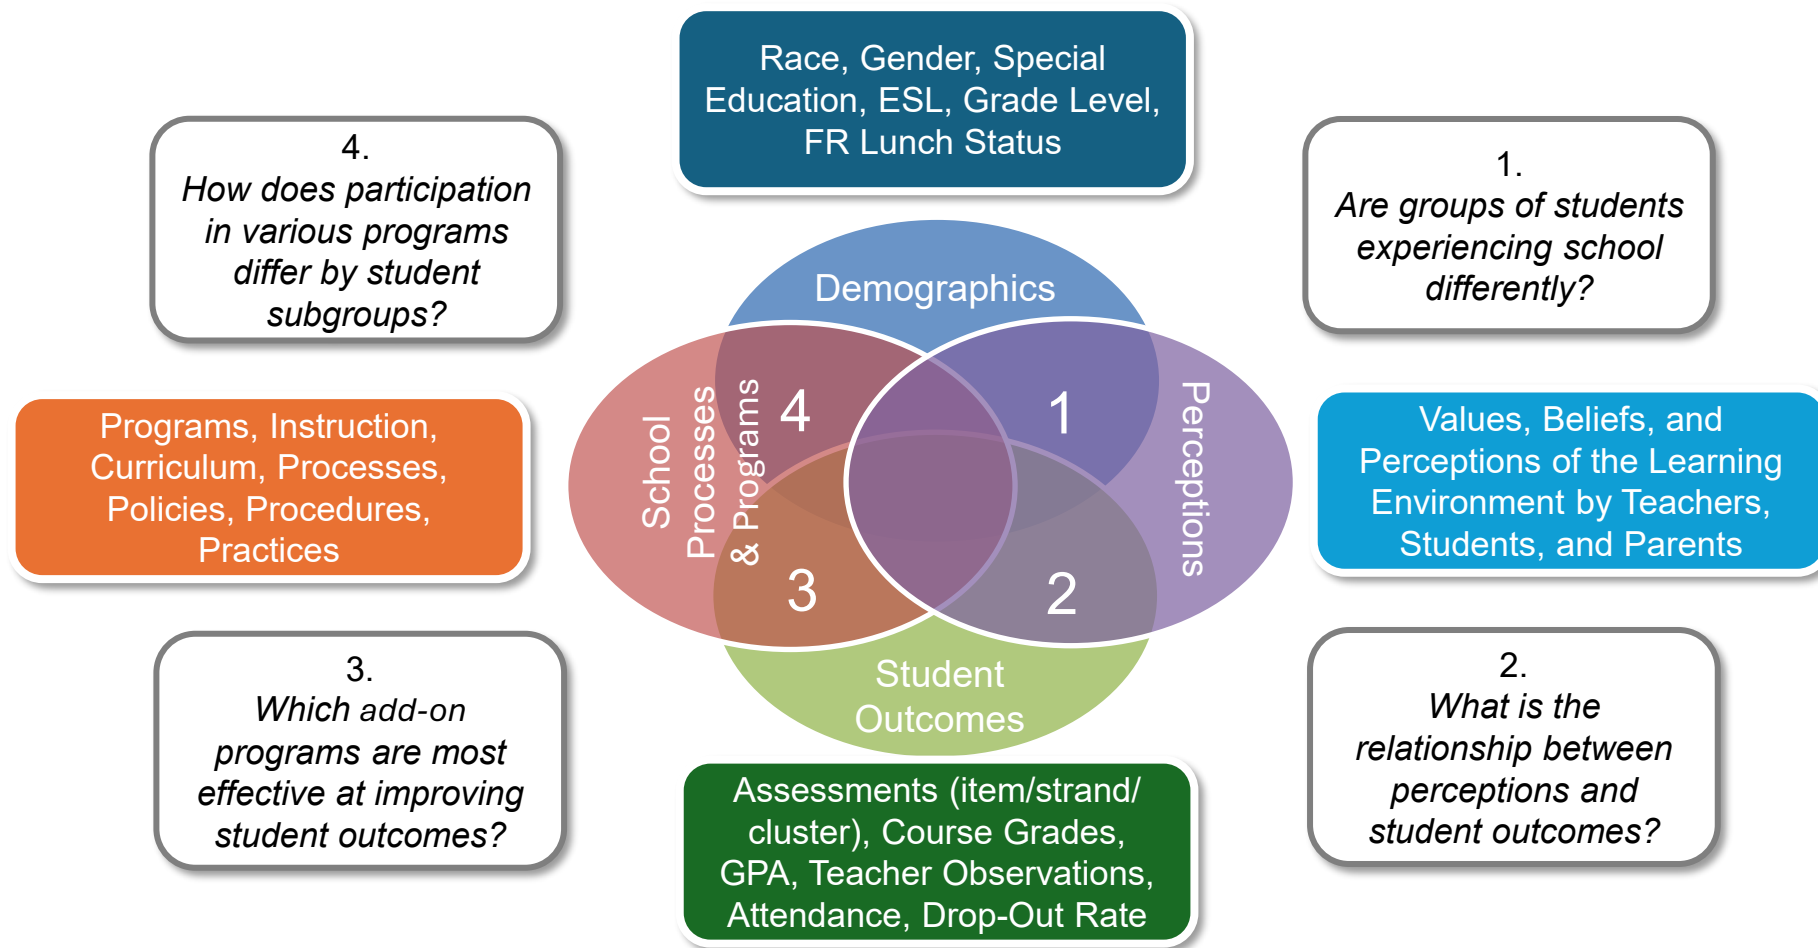 Race, Gender, Special
Education, ESL, Grade Level,
FR Lunch Status
4.
How does participation
in various programs
differ by student
subgroups?
1.
Are groups of students
experiencing school
differently?
Demographics
School
Processes
& Programs
4
1
Perceptions
3
2
Student
Outcomes
Programs, Instruction,
Curriculum, Processes,
Policies, Procedures,
Practices
Values, Beliefs, and
Perceptions of the Learning
Environment by Teachers,
Students, and Parents
3.
Which add-on
programs are most
effective at improving
student outcomes?
2.
What is the
relationship between
perceptions and
student outcomes?
Assessments (item/strand/
cluster), Course Grades,
GPA, Teacher Observations,
Attendance, Drop-Out Rate